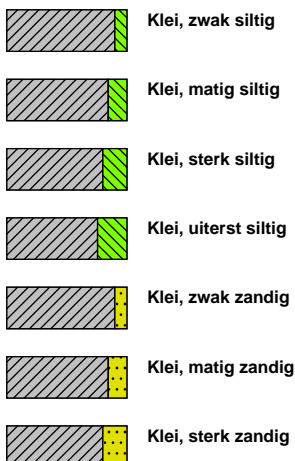 Klei, zwak siltig
Klei, matig siltig
Klei, sterk siltig
Klei, uiterst siltig
Klei, zwak zandig
Klei, matig zandig
Klei, sterk zandig